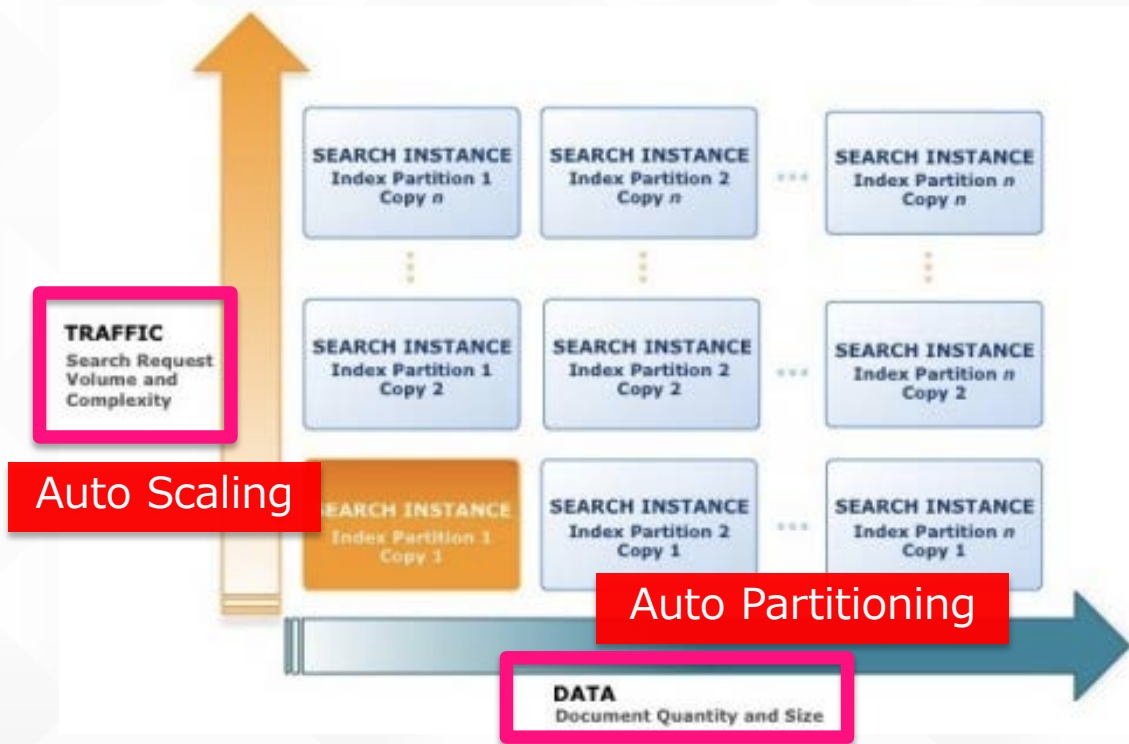 SEARCH INSTANCE
Index Partition 1
Copy n
SEARCH INSTANCE
Index Partition 2
Copy n
SEARCH INSTANCE
Index Partition n
Copy n
TRAFFIC
Search Request
Volume and
Complexity
SEARCH INSTANCE
Index Partition 1
Copy 2
SEARCH INSTANCE
Index Partition 2
Copy 2
SEARCH INSTANCE
Index Partition n
Copy 2
Auto Scaling
SEARCH INSTANCE
Index Partition 1
Copy 1
SEARCH INSTANCE
Index Partition 2
Copy 1
SEARCH INSTANCE
Index Partition n
Copy 1
Auto Partitioning
DATA
Document Quantity and Size